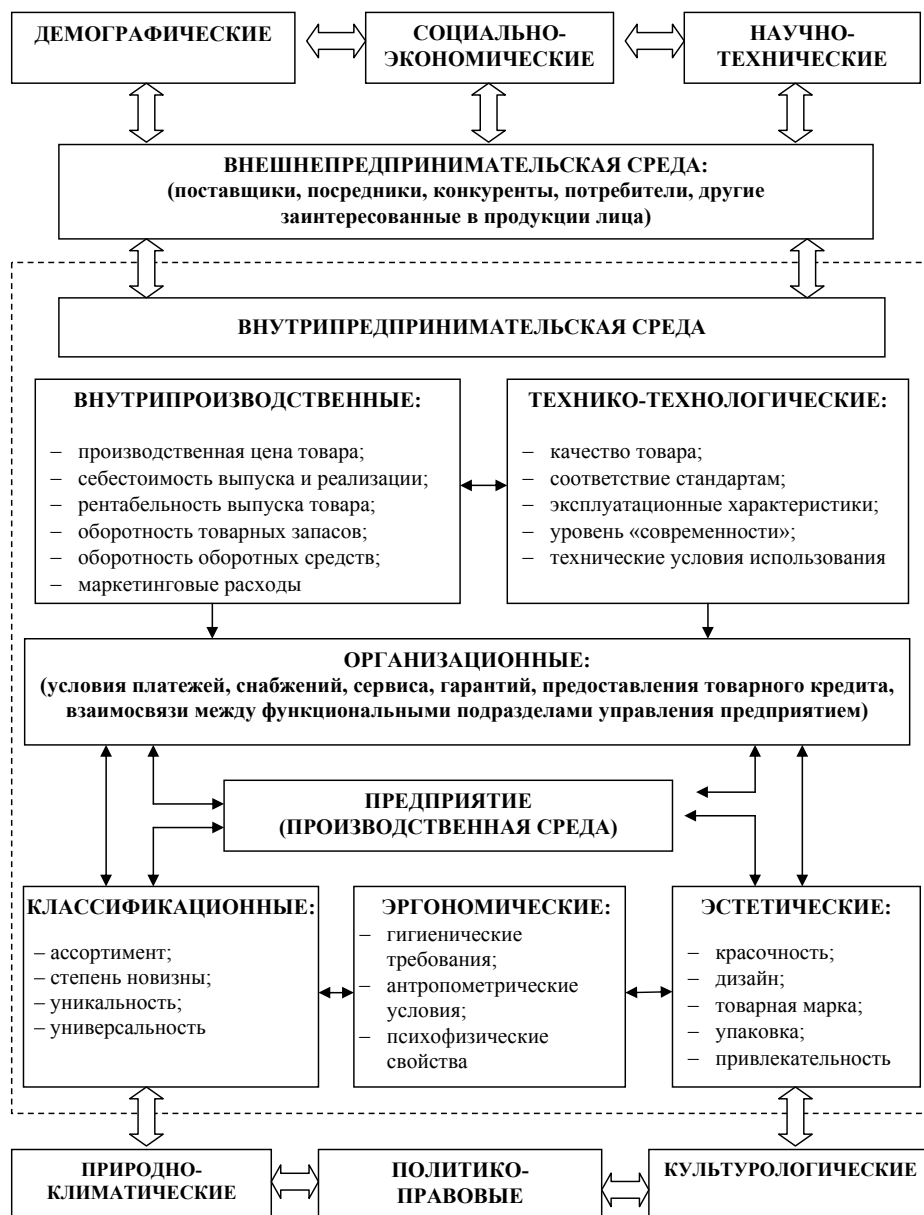 ДЕМОГРАФИЧЕСКИЕ
СОЦИАЛЬНО-
ЭКОНОМИЧЕСКИЕ
НАУЧНО-
ТЕХНИЧЕСКИЕ
ВНЕШНЕПРЕДПРИНИМАТЕЛЬСКАЯ СРЕДА:
(поставщики, посредники, конкуренты, потребители, другие
заинтересованные в продукции лица)
ВНУТРИПРЕДПРИНИМАТЕЛЬСКАЯ СРЕДА
ВНУТРИПРОИЗВОДСТВЕННЫЕ:
– производственная цена товара;
– себестоимость выпуска и реализации;
– рентабельность выпуска товара;
– оборотность товарных запасов;
– оборотность оборотных средств;
– маркетинговые расходы
ТЕХНИКО-ТЕХНОЛОГИЧЕСКИЕ:
– качество товара;
– соответствие стандартам;
– эксплуатационные характеристики;
– уровень «современности»;
– технические условия использования
ОРГАНИЗАЦИОННЫЕ:
(условия платежей, снабжений, сервиса, гарантий, предоставления товарного кредита,
взаимосвязи между функциональными подразделами управления предприятием)
ПРЕДПРИЯТИЕ
(ПРОИЗВОДСТВЕННАЯ СРЕДА)
КЛАССИФИКАЦИОННЫЕ:
– ассортимент;
– степень новизны;
– уникальность;
– универсальность
ЭРГОНОМИЧЕСКИЕ:
– гигиенические
требования;
– антропометрические
условия;
– психофизические
свойства
ЭСТЕТИЧЕСКИЕ:
– красочность;
– дизайн;
– товарная марка;
– упаковка;
– привлекательность
ПРИРОДНО-
КЛИМАТИЧЕСКИЕ
ПОЛИТИКО-
ПРАВОВЫЕ
КУЛЬТУРОЛОГИЧЕСКИЕ